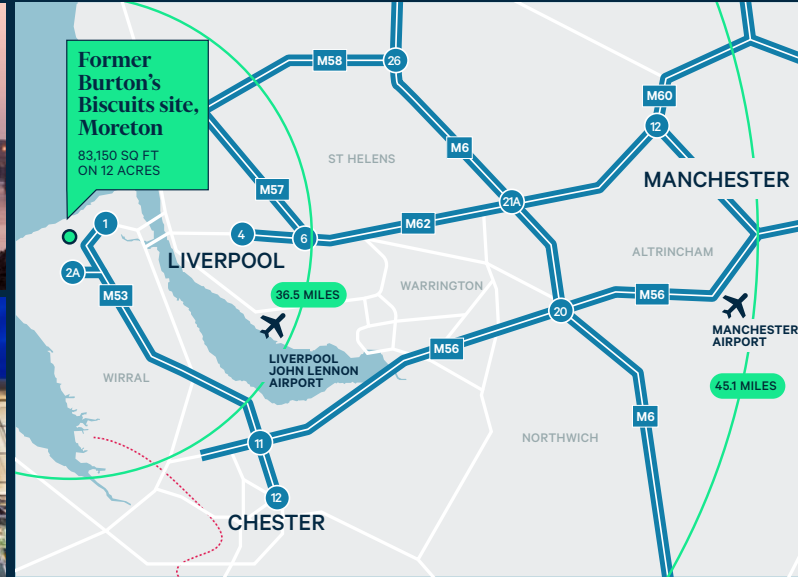 Former
Burton's
Biscuits site,
Moreton
83,150 SQ FT
ON 12 ACRES
M58
26
M60
12
M6
ST HELENS
MANCHESTER
M57
21A
1
4
6
M62
LIVERPOOL
ALTRINCHAM
2A
M53
36.5 MILES
WARRINGTON
M56
20
MANCHESTER
AIRPORT
M56
LIVERPOOL
JOHN LENNON
AIRPORT
WIRRAL
45.1 MILES
M6
11
NORTHWICH
12
CHESTER